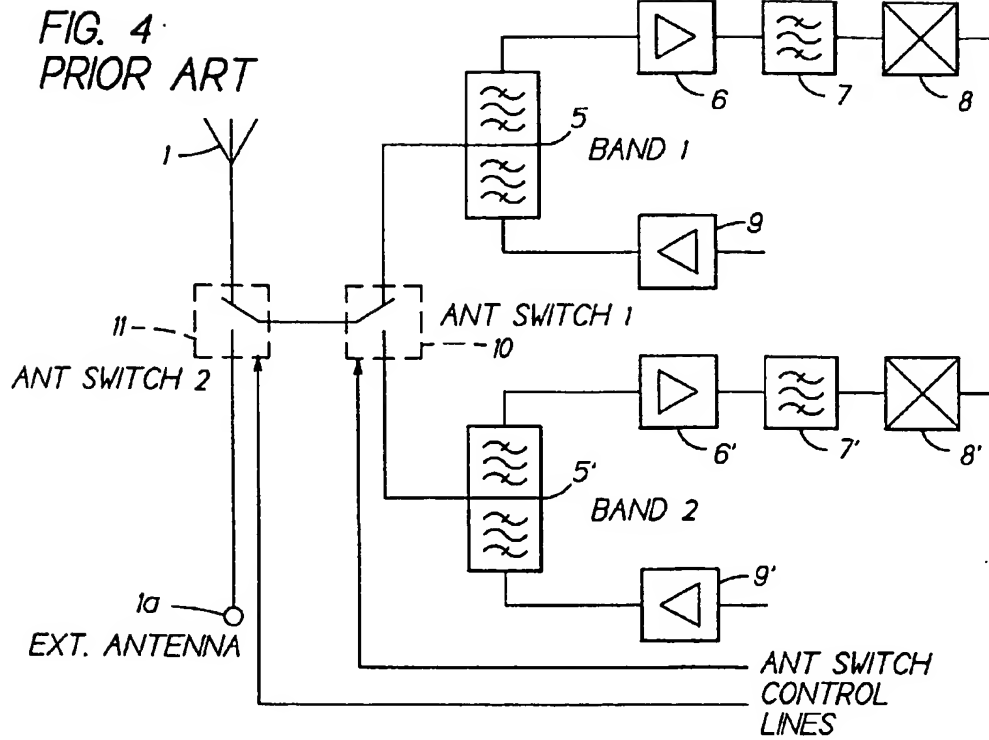 FIG. 4
PRIOR ART
1
5
BAND 1
6
7
8
9
11
ANT SWITCH 2
ANT SWITCH 1
10
5'
BAND 2
6'
7'
8'
9'
1a
EXT. ANTENNA
ANT SWITCH
CONTROL
LINES